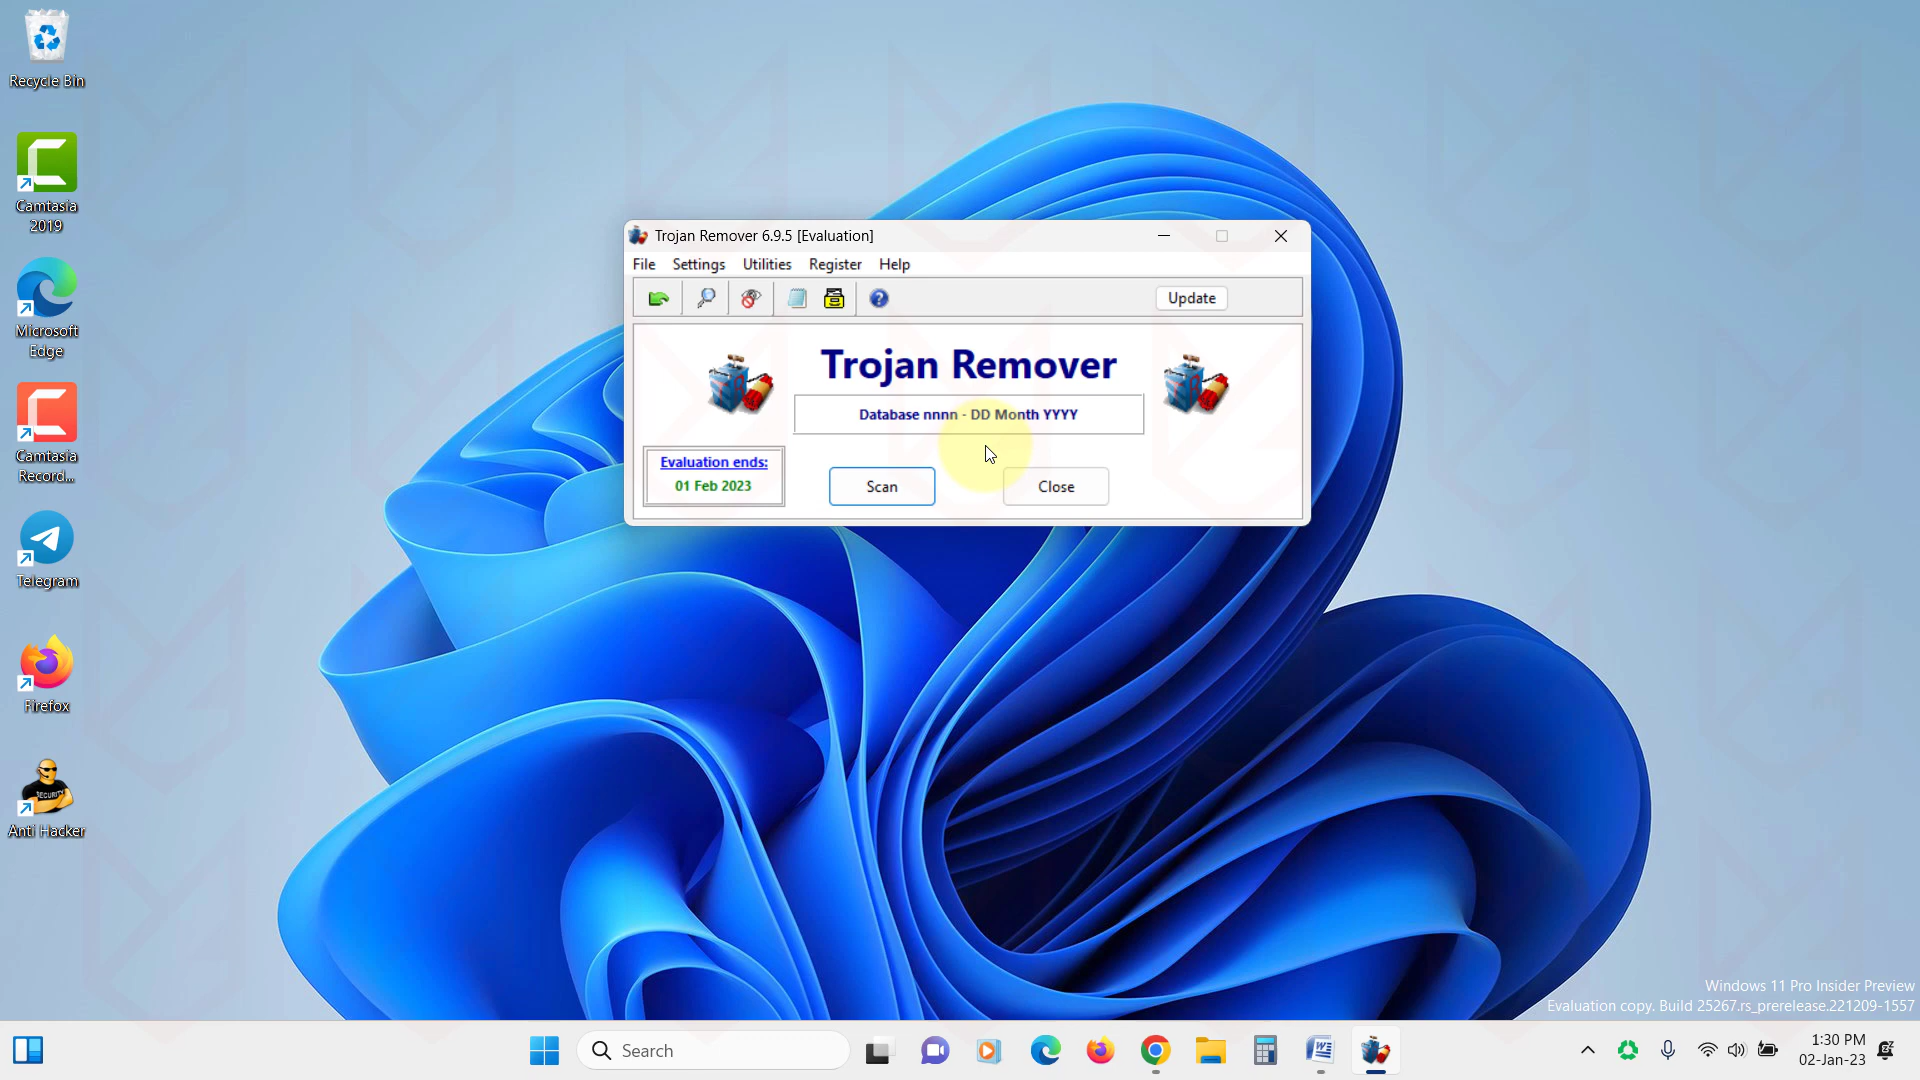 Recycle Bin
Camtasia
2019
Microsoft
Edge
Camtasia
Record...
Telegram
Firefox
SECURITY
Anti Hacker
Trojan Remover 6.9.5 [Evaluation]
File Settings Utilities Register Help
Update
Trojan Remover
Database nnnn - DD Month YYYY
Evaluation ends:
01 Feb 2023
Scan
Close
Windows 11 Pro Insider Preview
Evaluation copy. Build 25267.rs_prerelease.221209-1557
Search
1:30 PM
02-Jan-23